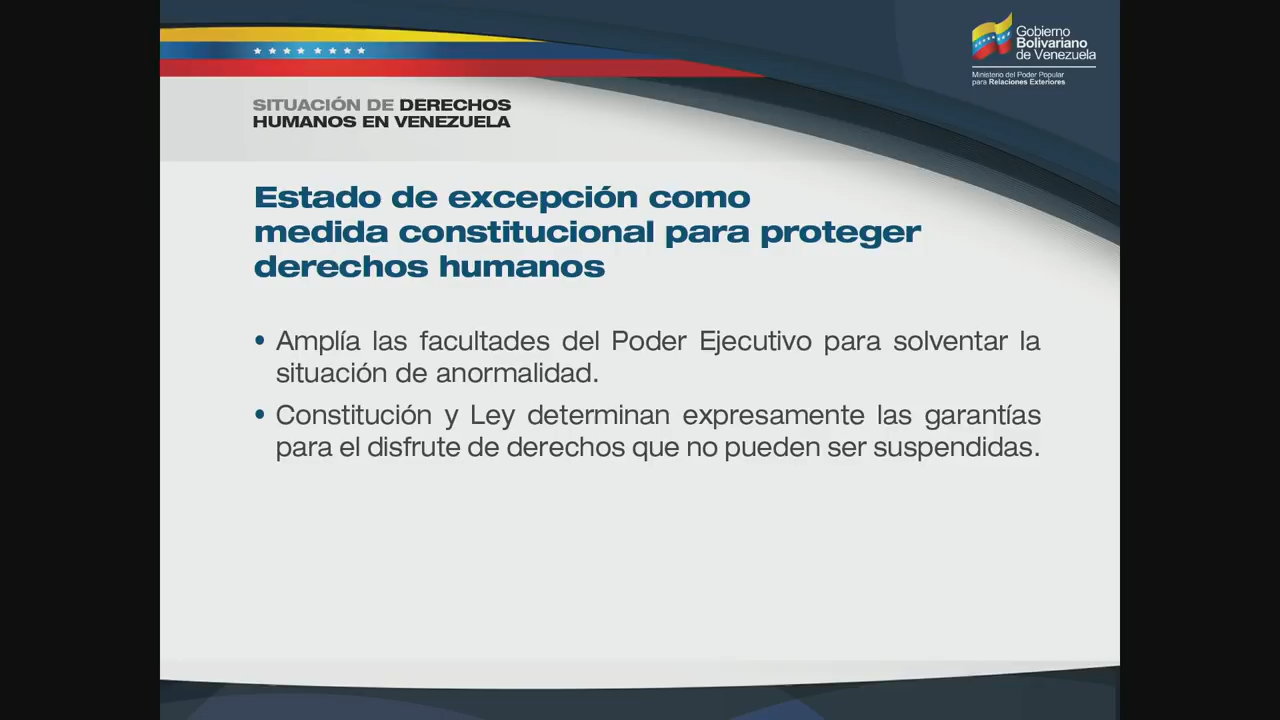 Gobierno
Bolivariano
de Venezuela
Ministerio del Poder Popular
para Relaciones Exteriores
SITUACIÓN DE DERECHOS
HUMANOS EN VENEZUELA
Estado de excepción como
medida constitucional para proteger
derechos humanos
• Amplía las facultades del Poder Ejecutivo para solventar la
situación de anormalidad.
• Constitución y Ley determinan expresamente las garantías
para el disfrute de derechos que no pueden ser suspendidas.